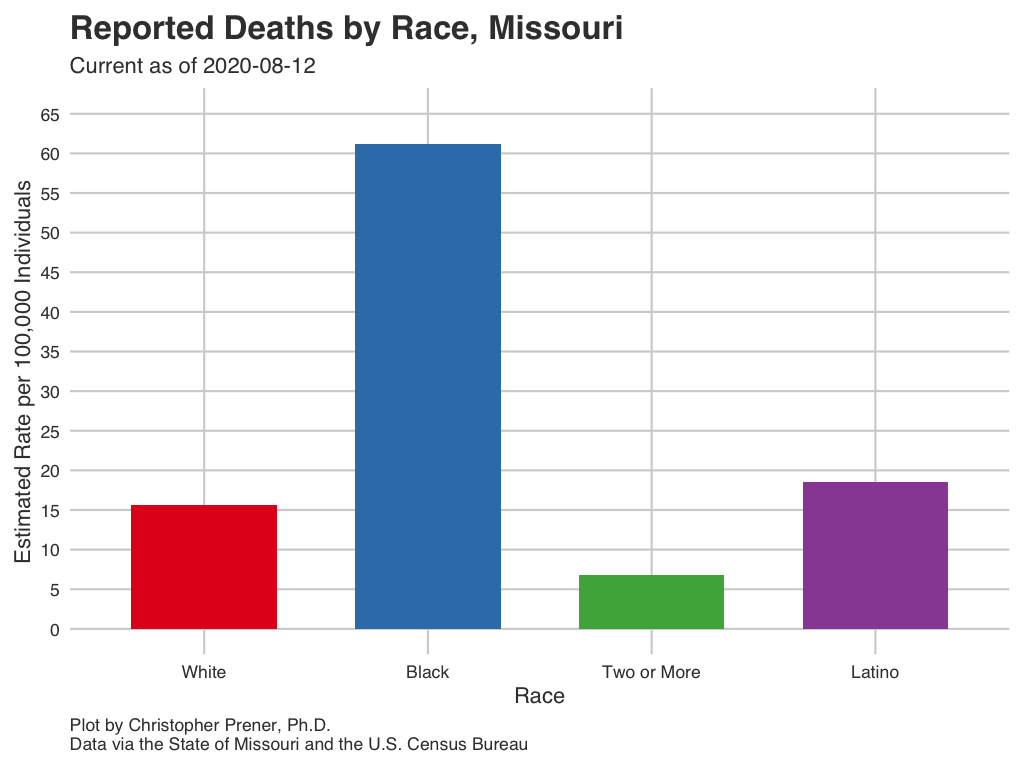 Reported Deaths by Race, Missouri
Current as of 2020-08-12
Estimated Rate per 100,000 Individuals
65
60
55
50
45
40
35
30
25
20
15
10
5
0
White Black Two or More Latino
Race
Plot by Christopher Prener, Ph.D.
Data via the State of Missouri and the U.S. Census Bureau